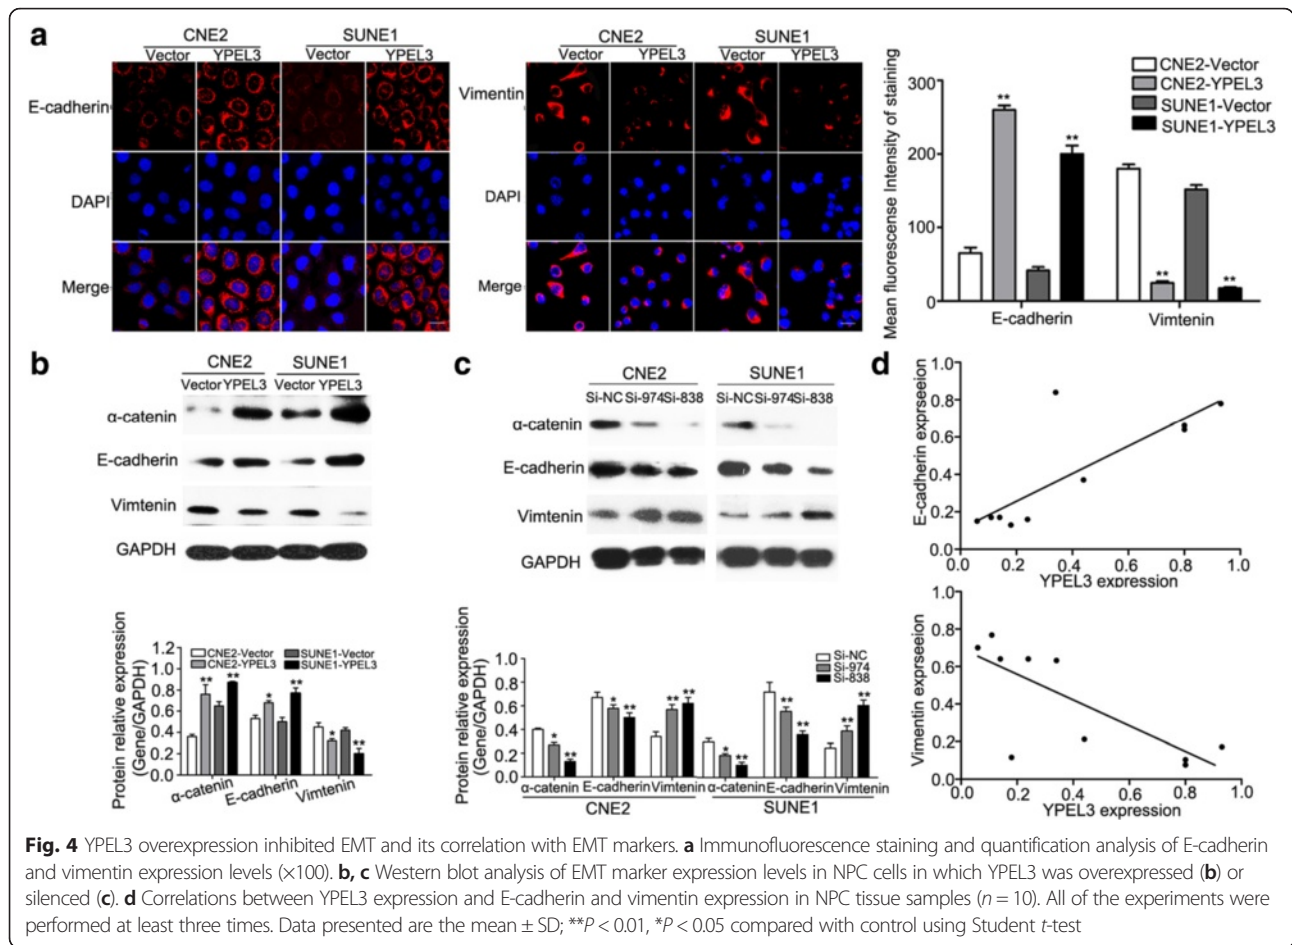 a
CNE2 SUNE1
Vector YPEL3 Vector YPEL3
E-cadherin
DAPI
Merge
CNE2 SUNE1
Vector YPEL3 Vector YPEL3
Vimentin
DAPI
Merge
CNE2-Vector
CNE2-YPEL3
SUNE1-Vector
SUNE1-YPEL3
Mean fluorescense Intensity of staining
300
200
100
0
** ** ** **
E-cadherin Vimtenin
b
CNE2 SUNE1
Vector YPEL3 Vector YPEL3
α-catenin
E-cadherin
Vimtenin
GAPDH
Protein relative expression
(Gene/GAPDH)
CNE2-Vector SUNE1-Vector
CNE2-YPEL3 SUNE1-YPEL3
1.2
1.0
0.8
0.6
0.4
0.2
0.0
** ** * ** * **
α-catenin E-cadherin Vimtenin
c
CNE2 SUNE1
Si-NC Si-974 Si-838 Si-NC Si-974 Si-838
α-catenin
E-cadherin
Vimtenin
GAPDH
Protein relative expression
(Gene/GAPDH)
Si-NC
Si-974
Si-838
1.0
0.8
0.6
0.4
0.2
0.0
* ** * ** ** ** * ** ** ** ** **
α-catenin E-cadherin Vimtenin α-catenin E-cadherin Vimtenin
CNE2 SUNE1
d
E-cadherin exprseeion
1.0
0.8
0.6
0.4
0.2
0.0
0.0 0.2 0.4 0.6 0.8 1.0
YPEL3 expression
Vimentin exprseeion
1.0
0.8
0.6
0.4
0.2
0.0
0.0 0.2 0.4 0.6 0.8 1.0
YPEL3 expression
Fig. 4 YPEL3 overexpression inhibited EMT and its correlation with EMT markers. a Immunofluorescence staining and quantification analysis of E-cadherin
and vimentin expression levels (×100). b, c Western blot analysis of EMT marker expression levels in NPC cells in which YPEL3 was overexpressed (b) or
silenced (c). d Correlations between YPEL3 expression and E-cadherin and vimentin expression in NPC tissue samples (n = 10). All of the experiments were
performed at least three times. Data presented are the mean ± SD; **P < 0.01, *P < 0.05 compared with control using Student t-test